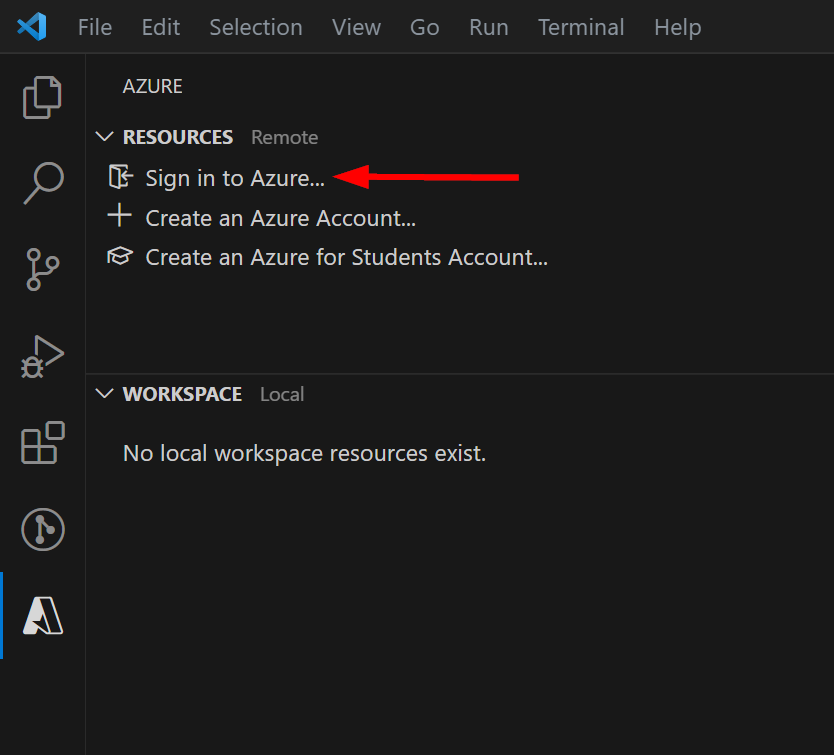 File Edit Selection View Go Run Terminal Help
AZURE
RESOURCES Remote
Sign in to Azure...
Create an Azure Account...
Create an Azure for Students Account...
WORKSPACE Local
No local workspace resources exist.